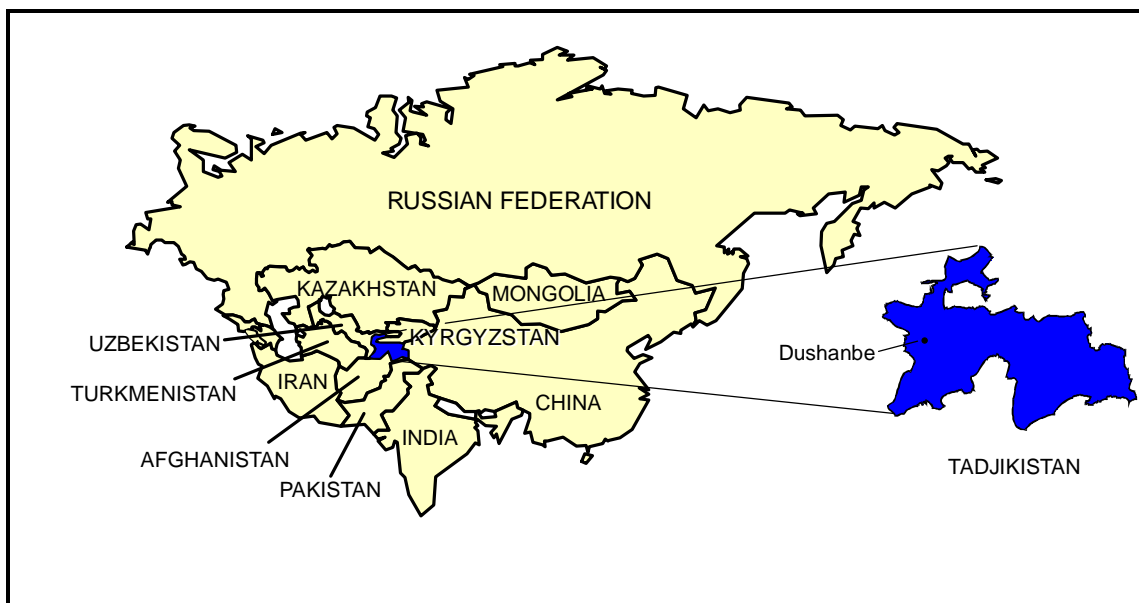 RUSSIAN FEDERATION
KAZAKHSTAN
MONGOLIA
UZBEKISTAN
KYRGYZSTAN
Dushanbe
TURKMENISTAN
IRAN
CHINA
INDIA
AFGHANISTAN
TADJIKISTAN
PAKISTAN